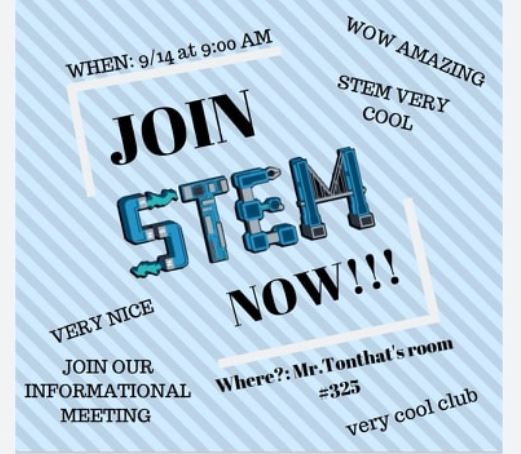 WHEN: 9/14 at 9:00 AM
WOW AMAZING
STEM VERY
COOL
JOIN
STEM
NOW!!!
VERY NICE
JOIN OUR
INFORMATIONAL
MEETING
Where?: Mr.Tonthat's room
#325
very cool club